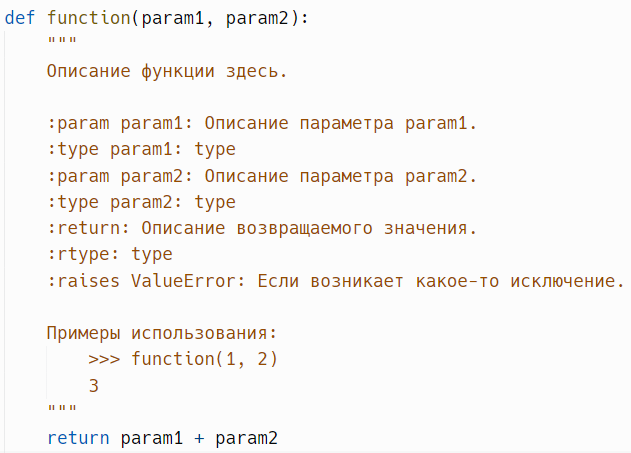 def function(param1, param2):
    """
    Описание функции здесь.

    :param param1: Описание параметра param1.
    :type param1: type
    :param param2: Описание параметра param2.
    :type param2: type
    :return: Описание возвращаемого значения.
    :rtype: type
    :raises ValueError: Если возникает какое-то исключение.

    Примеры использования:
        >>> function(1, 2)
        3
    """
    return param1 + param2